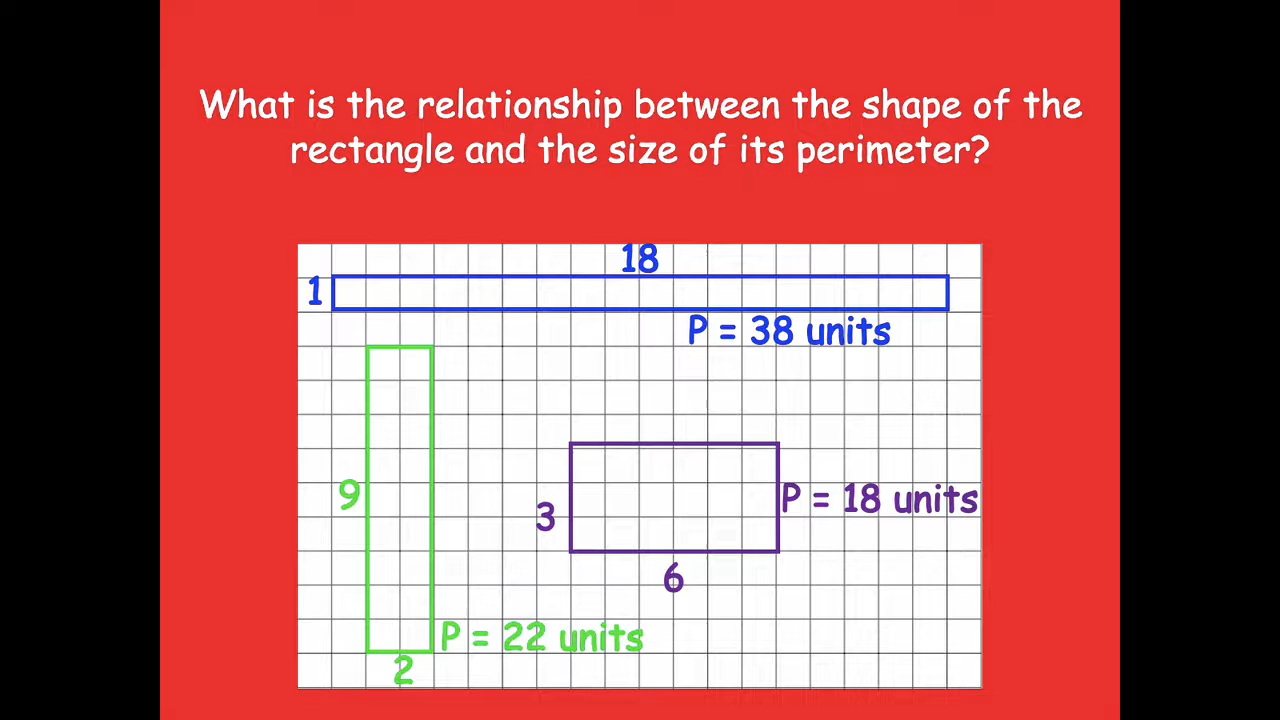 What is the relationship between the shape of the
rectangle and the size of its perimeter?
18
1
P = 38 units
9
3
P = 18 units
6
P = 22 units
2